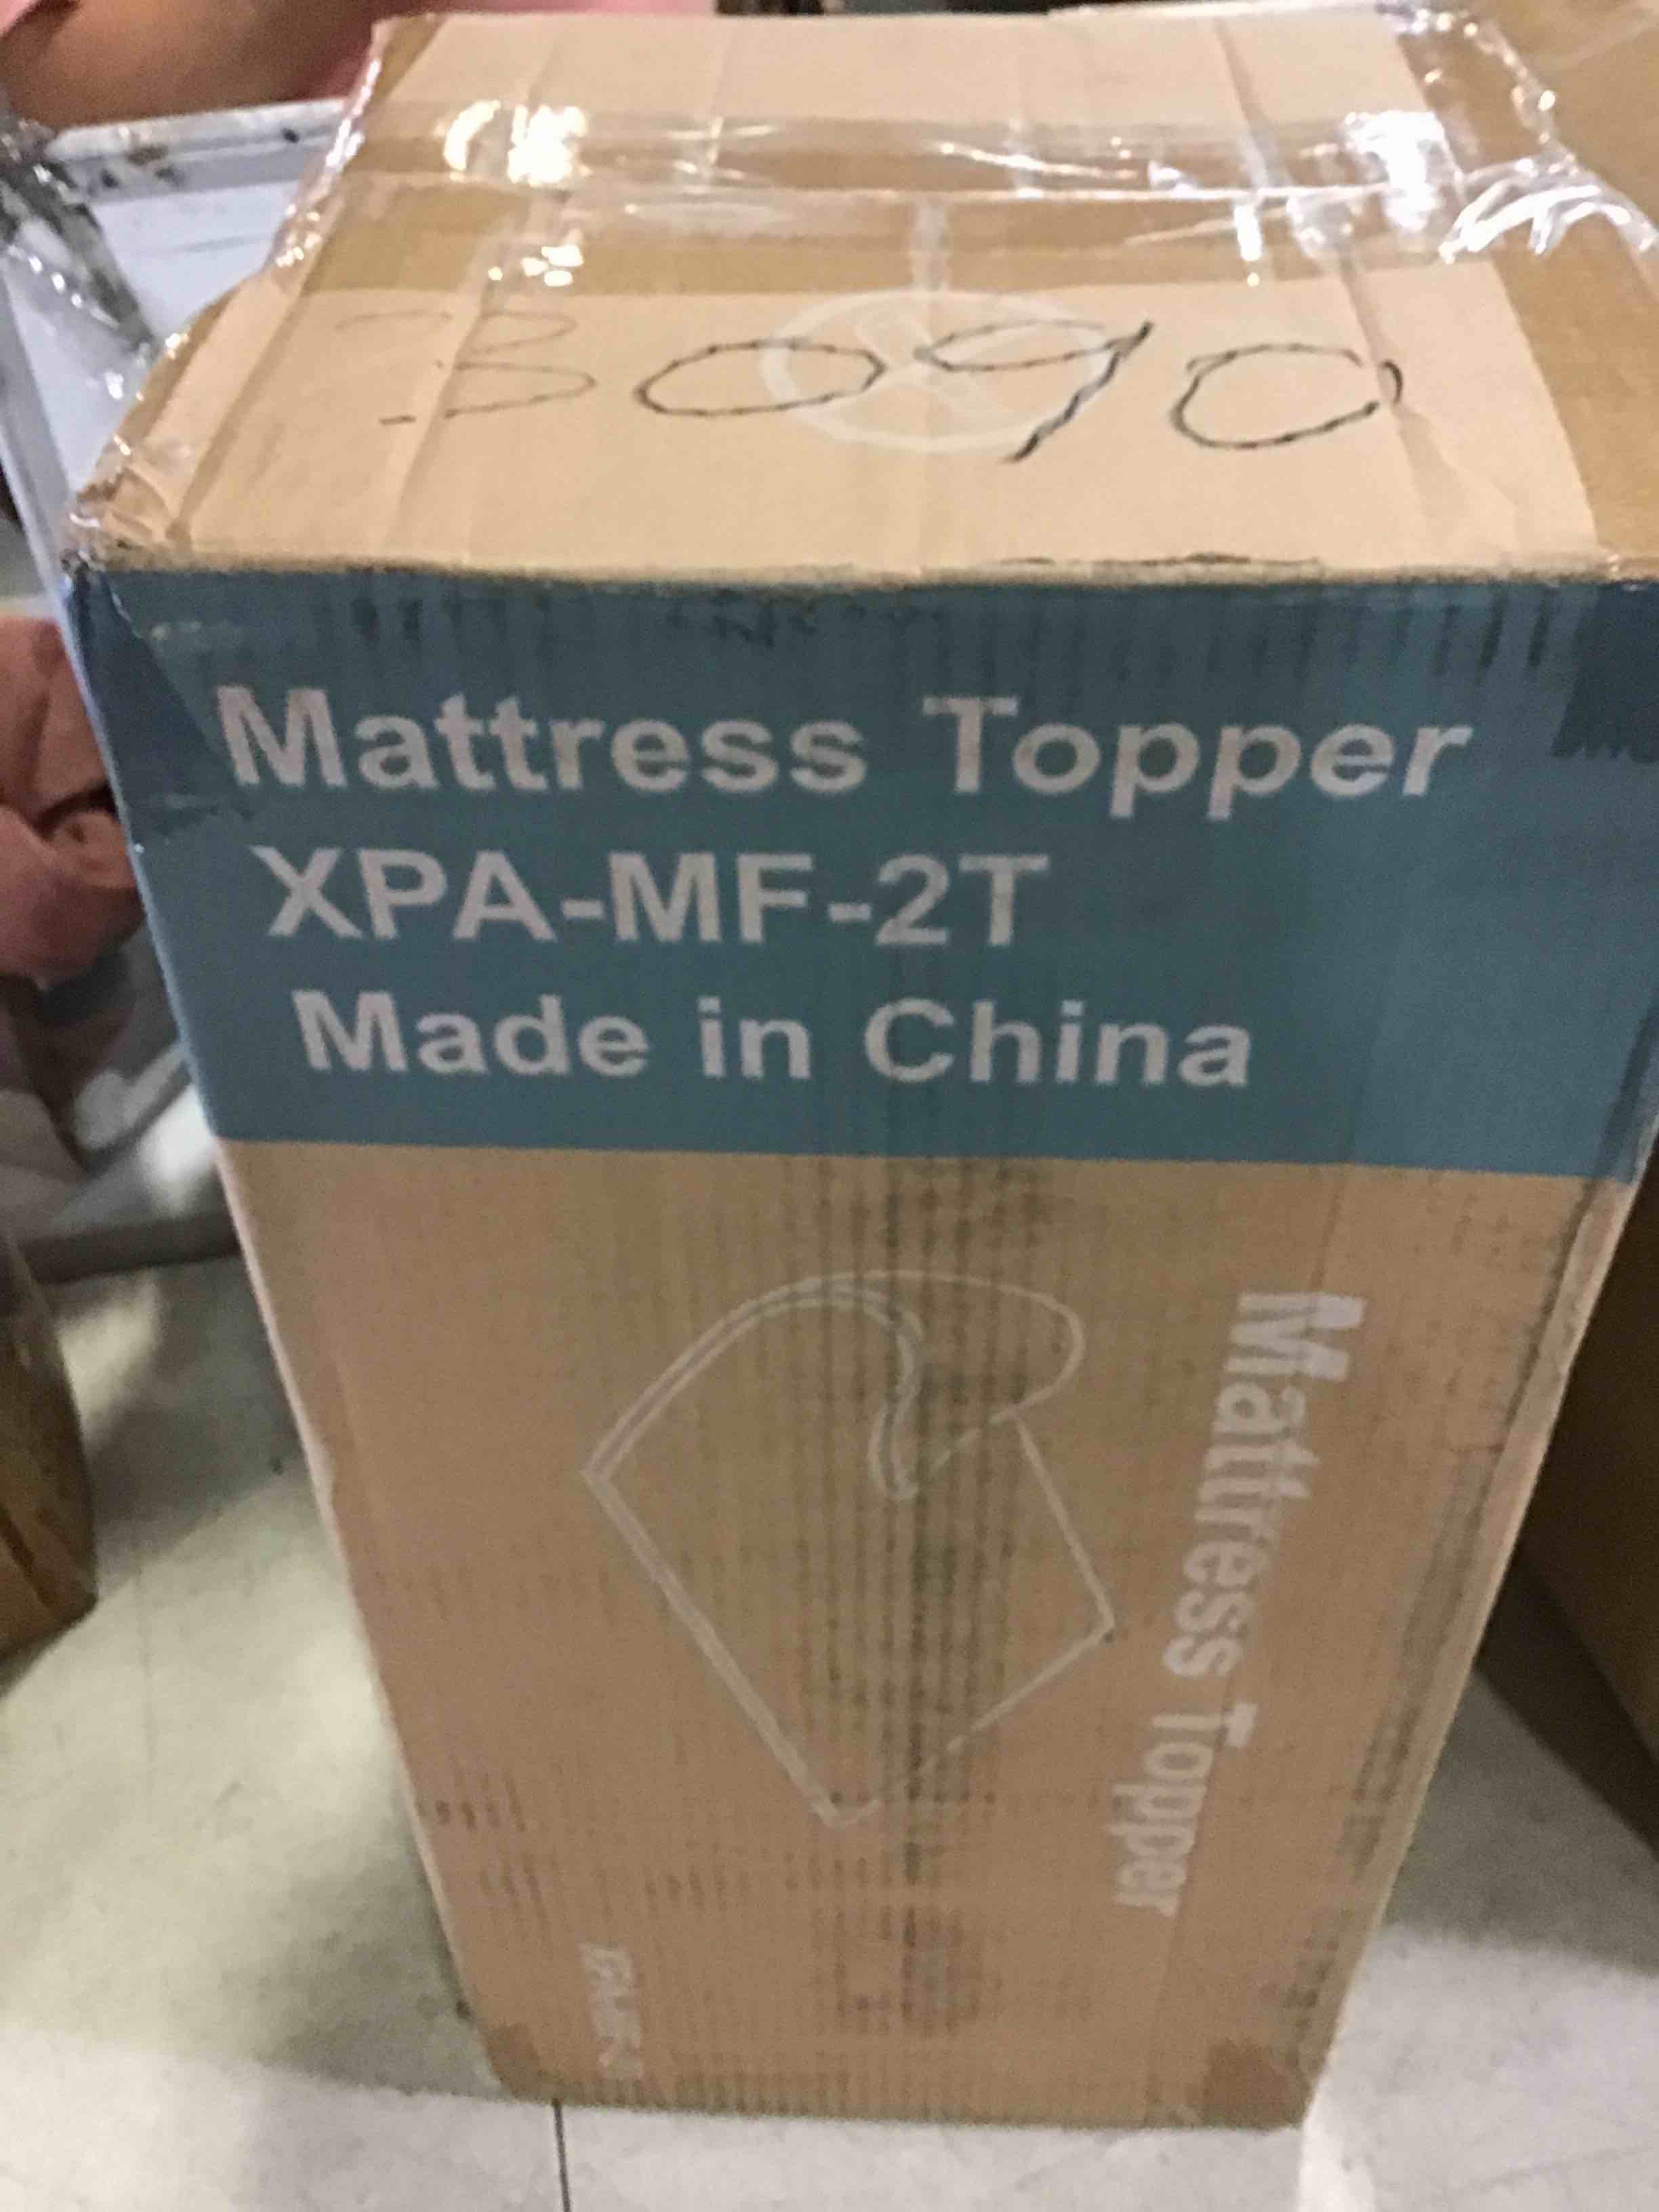 3090
Mattress Topper
XPA-MF-2T
Made in China
Mattress Topper